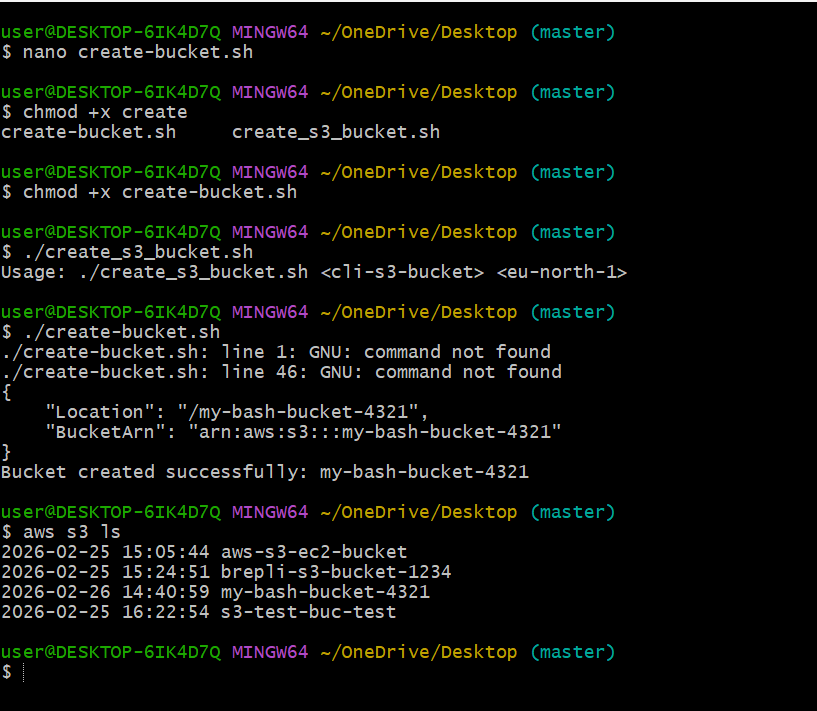 user@DESKTOP-6IK4D7Q MINGW64 ~/OneDrive/Desktop (master)
$ nano create-bucket.sh
user@DESKTOP-6IK4D7Q MINGW64 ~/OneDrive/Desktop (master)
$ chmod +x create
create-bucket.sh     create_s3_bucket.sh
user@DESKTOP-6IK4D7Q MINGW64 ~/OneDrive/Desktop (master)
$ chmod +x create-bucket.sh
user@DESKTOP-6IK4D7Q MINGW64 ~/OneDrive/Desktop (master)
$ ./create_s3_bucket.sh
Usage: ./create_s3_bucket.sh <cli-s3-bucket> <eu-north-1>
user@DESKTOP-6IK4D7Q MINGW64 ~/OneDrive/Desktop (master)
$ ./create-bucket.sh
./create-bucket.sh: line 1: GNU: command not found
./create-bucket.sh: line 46: GNU: command not found
{
    "Location": "/my-bash-bucket-4321",
    "BucketArn": "arn:aws:s3:::my-bash-bucket-4321"
}
Bucket created successfully: my-bash-bucket-4321
user@DESKTOP-6IK4D7Q MINGW64 ~/OneDrive/Desktop (master)
$ aws s3 ls
2026-02-25 15:05:44 aws-s3-ec2-bucket
2026-02-25 15:24:51 brepli-s3-bucket-1234
2026-02-26 14:40:59 my-bash-bucket-4321
2026-02-25 16:22:54 s3-test-buc-test
user@DESKTOP-6IK4D7Q MINGW64 ~/OneDrive/Desktop (master)
$